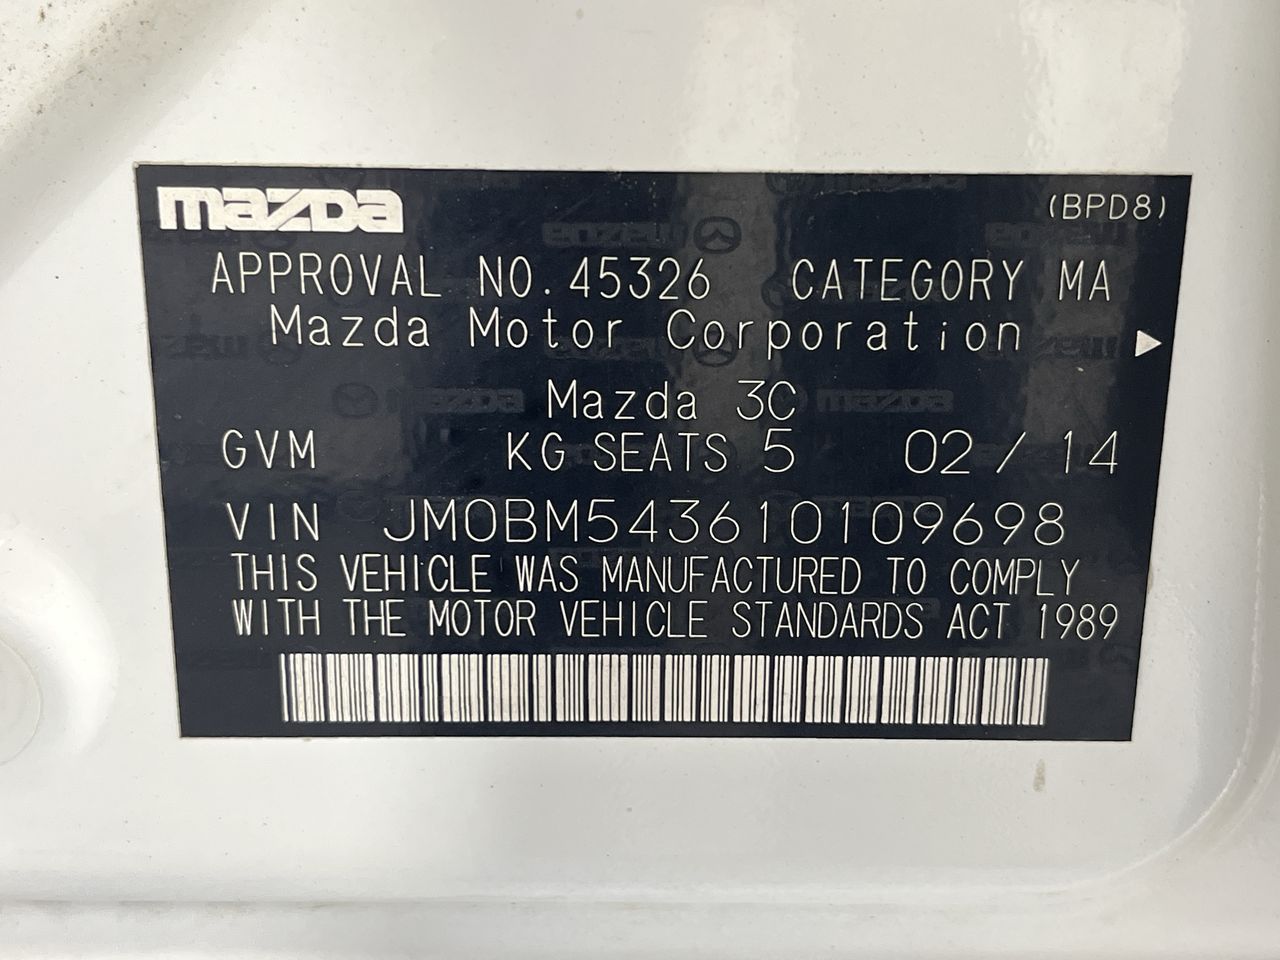 mazda (BPD8)
APPROVAL NO. 45326 CATEGORY MA
Mazda Motor Corporation
Mazda 3C
GVM KG SEATS 5 02 / 14
VIN JM0BM543610109698
THIS VEHICLE WAS MANUFACTURED TO COMPLY
WITH THE MOTOR VEHICLE STANDARDS ACT 1989